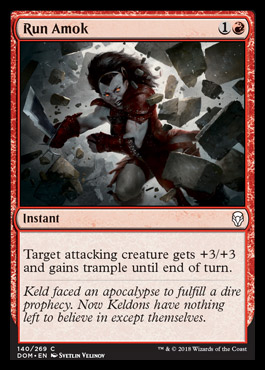 Run Amok 1
Instant
Target attacking creature gets +3/+3
and gains trample until end of turn.
Keld faced an apocalypse to fulfill a dire
prophecy. Now Keldons have nothing
left to believe in except themselves.
140/269 C
DOM • EN Svetlin Velinov ™ & © 2018 Wizards of the Coast